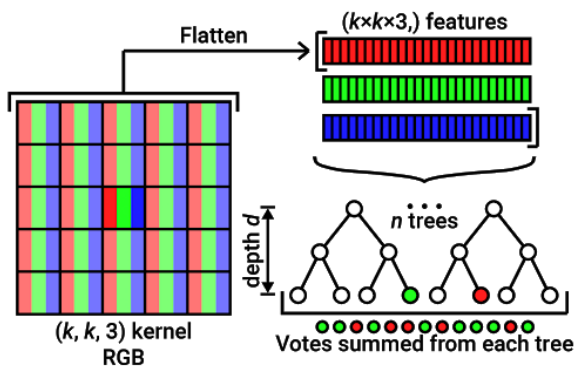 Flatten
(k×k×3,) features
n trees
depth d
(k, k, 3) kernel
RGB
Votes summed from each tree